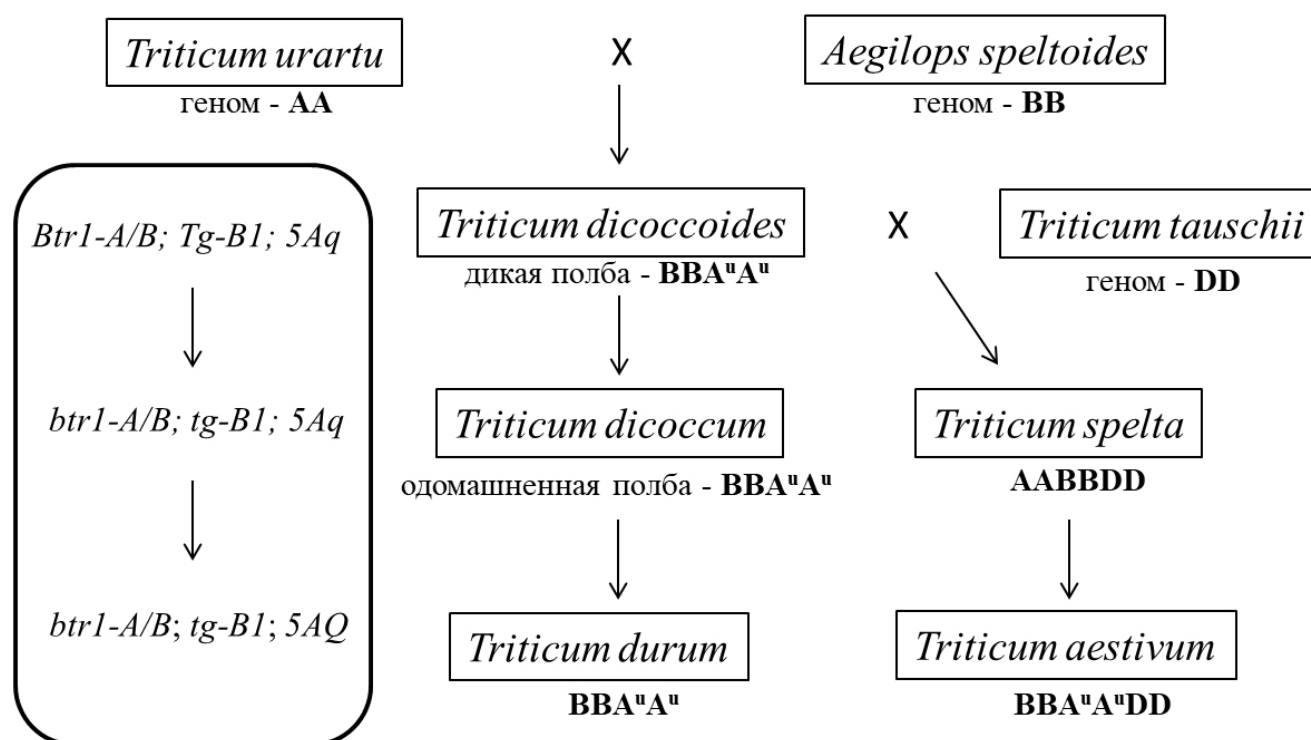 Triticum urartu X Aegilops speltoides
геном - AA геном - BB
Btr1-A/B; Tg-B1; 5Aq
btr1-A/B; tg-B1; 5Aq
btr1-A/B; tg-B1; 5AQ
Triticum dicoccoides X Triticum tauschii
дикая полба - BBAᵘAᵘ геном - DD
Triticum dicoccum Triticum spelta
одомашненная полба - BBAᵘAᵘ AABBDD
Triticum durum Triticum aestivum
BBAᵘAᵘ BBAᵘAᵘDD